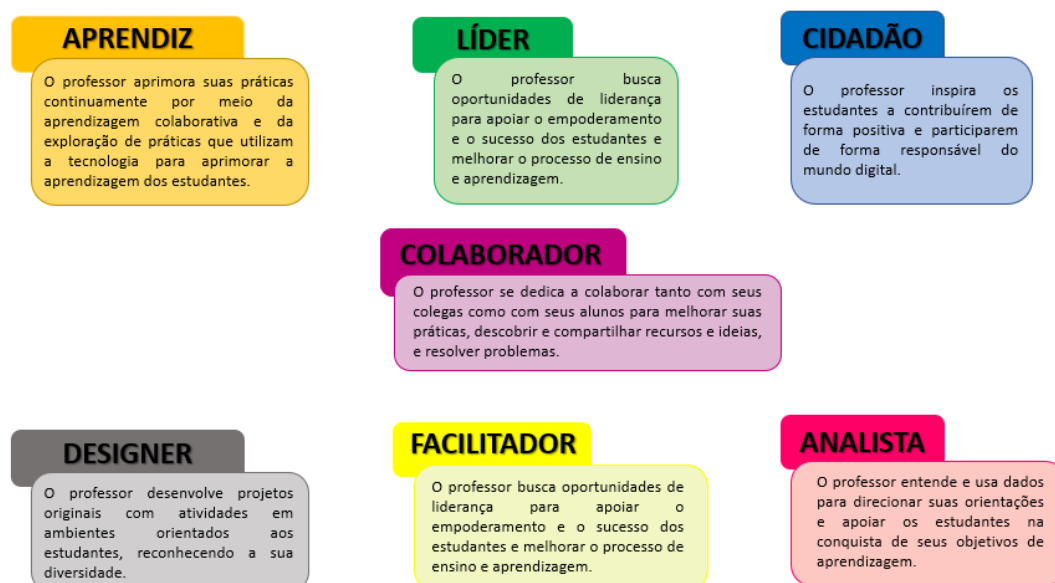 APRENDIZ
O professor aprimora suas práticas
continuamente por meio da
aprendizagem colaborativa e da
exploração de práticas que utilizam
a tecnologia para aprimorar a
aprendizagem dos estudantes.
LÍDER
O professor busca
oportunidades de liderança
para apoiar o empoderamento
e o sucesso dos estudantes e
melhorar o processo de ensino
e aprendizagem.
CIDADÃO
O professor inspira os
estudantes a contribuírem de
forma positiva e participarem
de forma responsável do
mundo digital.
COLABORADOR
O professor se dedica a colaborar tanto com seus
colegas como com seus alunos para melhorar suas
práticas, descobrir e compartilhar recursos e ideias,
e resolver problemas.
DESIGNER
O professor desenvolve projetos
originais com atividades em
ambientes orientados aos
estudantes, reconhecendo a sua
diversidade.
FACILITADOR
O professor busca oportunidades de
liderança para apoiar o
empoderamento e o sucesso dos
estudantes e melhorar o processo de
ensino e aprendizagem.
ANALISTA
O professor entende e usa dados
para direcionar suas orientações
e apoiar os estudantes na
conquista de seus objetivos de
aprendizagem.